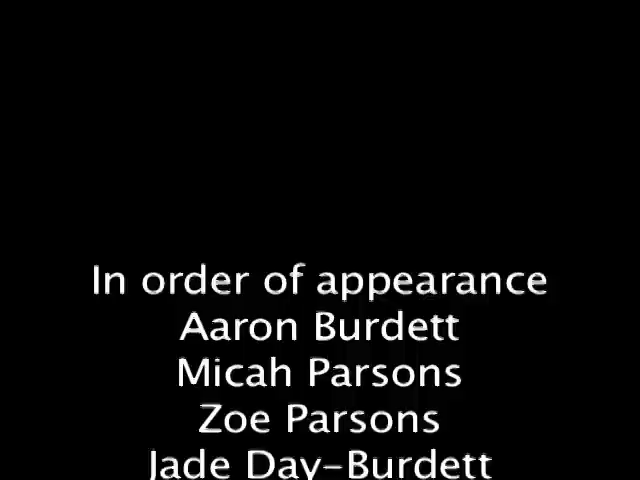 In order of appearance
Aaron Burdett
Micah Parsons
Zoe Parsons
Jade Day-Burdett